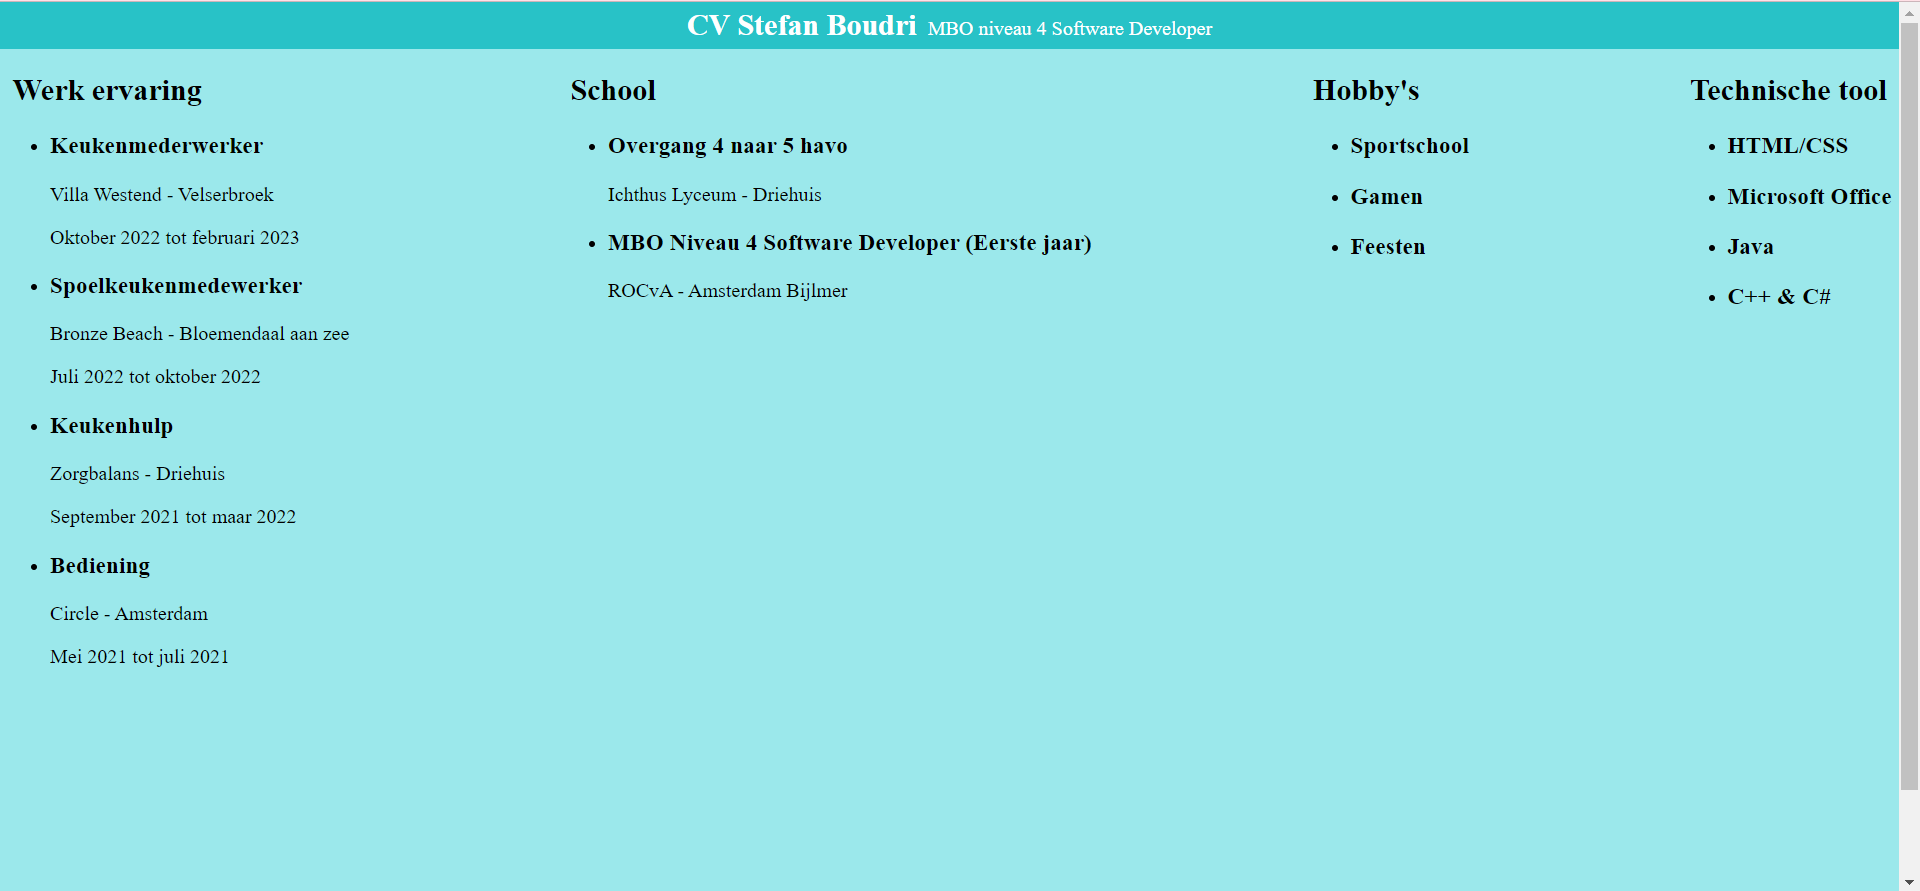 CV Stefan Boudri MBO niveau 4 Software Developer
Werk ervaring
Keukenmederwerker
Villa Westend - Velserbroek
Oktober 2022 tot februari 2023
Spoelkeukenmedewerker
Bronze Beach - Bloemendaal aan zee
Juli 2022 tot oktober 2022
Keukenhulp
Zorgbalans - Driehuis
September 2021 tot maar 2022
Bediening
Circle - Amsterdam
Mei 2021 tot juli 2021
School
Overgang 4 naar 5 havo
Ichthus Lyceum - Driehuis
MBO Niveau 4 Software Developer (Eerste jaar)
ROCvA - Amsterdam Bijlmer
Hobby's
Sportschool
Gamen
Feesten
Technische tool
HTML/CSS
Microsoft Office
Java
C++ & C#